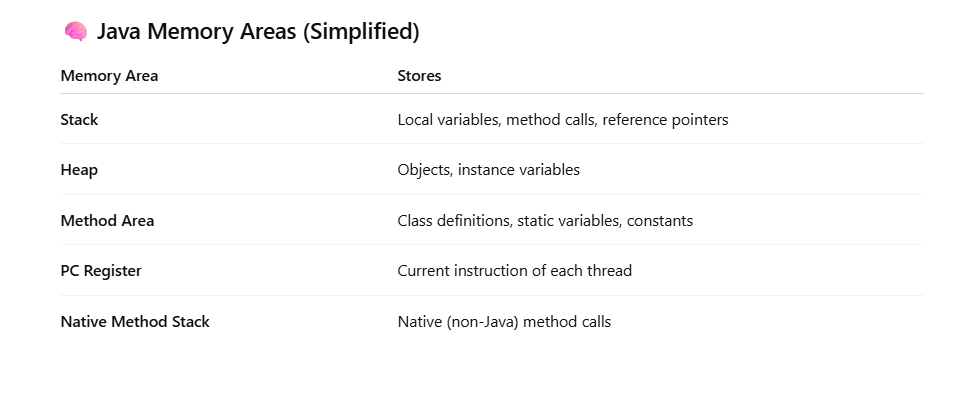 🧠 Java Memory Areas (Simplified)
Memory Area Stores
Stack Local variables, method calls, reference pointers
Heap Objects, instance variables
Method Area Class definitions, static variables, constants
PC Register Current instruction of each thread
Native Method Stack Native (non-Java) method calls